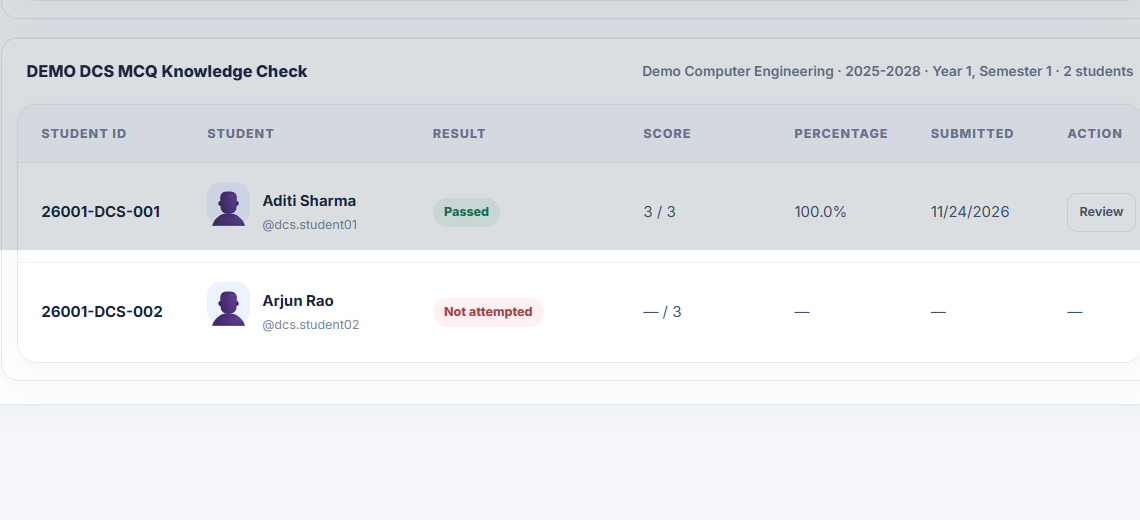 DEMO DCS MCQ Knowledge Check
Demo Computer Engineering · 2025-2028 · Year 1, Semester 1 · 2 students
STUDENT ID STUDENT RESULT SCORE PERCENTAGE SUBMITTED ACTION
26001-DCS-001 Aditi Sharma Passed 3 / 3 100.0% 11/24/2026 Review
@dcs.student01
26001-DCS-002 Arjun Rao Not attempted — / 3 — — —
@dcs.student02